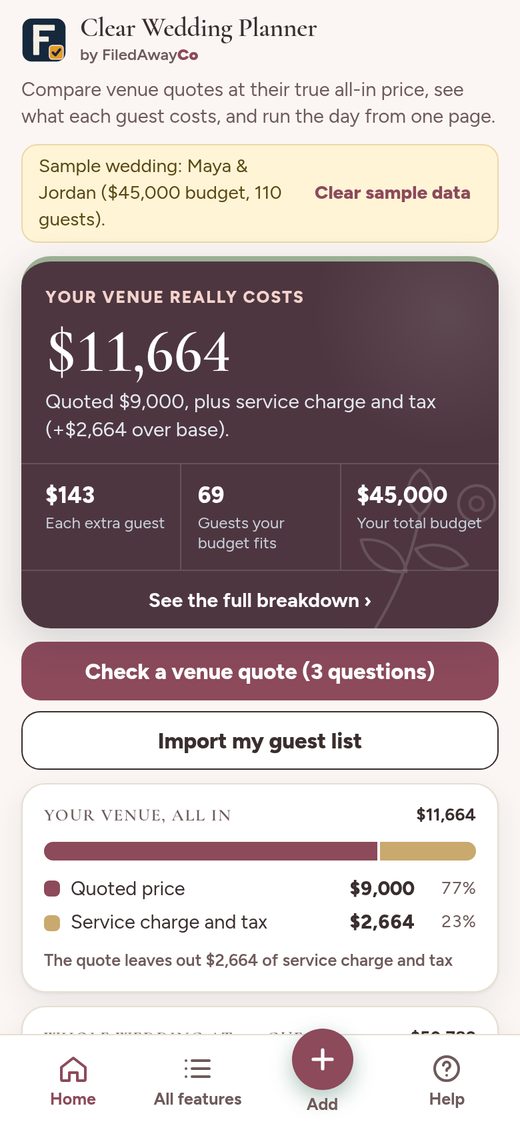 F
Clear Wedding Planner
by FiledAwayCo
Compare venue quotes at their true all-in price, see
what each guest costs, and run the day from one page.
Sample wedding: Maya &
Jordan ($45,000 budget, 110
guests).
Clear sample data
YOUR VENUE REALLY COSTS
$11,664
Quoted $9,000, plus service charge and tax
(+$2,664 over base).
$143
Each extra guest
69
Guests your
budget fits
$45,000
Your total budget
See the full breakdown ›
Check a venue quote (3 questions)
Import my guest list
YOUR VENUE, ALL IN
$11,664
Quoted price
$9,000
77%
Service charge and tax
$2,664
23%
The quote leaves out $2,664 of service charge and tax
Home
All features
Add
Help